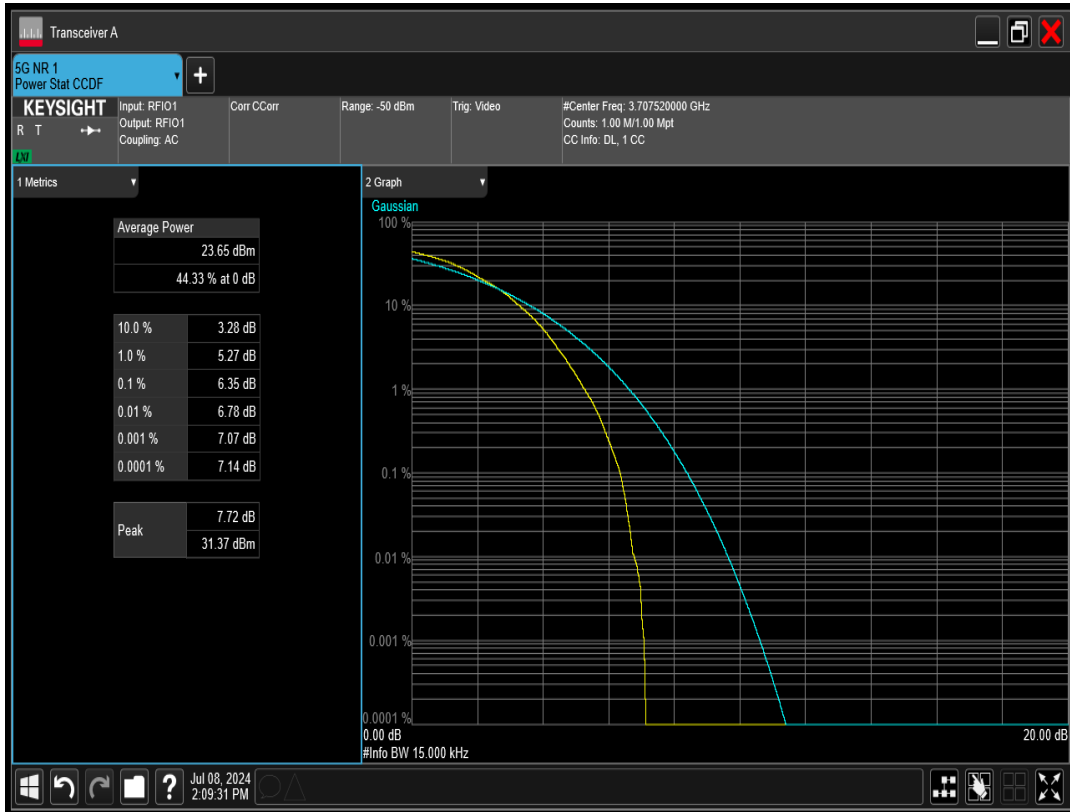 Transceiver A
5G NR 1
Power Stat CCDF
+
KEYSIGHT
R T
LXI
Input: RFIO1
Output: RFIO1
Coupling: AC
Corr CCorr
Range: -50 dBm
Trig: Video
#Center Freq: 3.707520000 GHz
Counts: 1.00 M/1.00 Mpt
CC Info: DL, 1 CC
1 Metrics
Average Power
23.65 dBm
44.33 % at 0 dB
10.0 % 3.28 dB
1.0 % 5.27 dB
0.1 % 6.35 dB
0.01 % 6.78 dB
0.001 % 7.07 dB
0.0001 % 7.14 dB
Peak
7.72 dB
31.37 dBm
2 Graph
Gaussian
100 %
10 %
1 %
0.1 %
0.01 %
0.001 %
0.0001 %
0.00 dB 20.00 dB
#Info BW 15.000 kHz
?
Jul 08, 2024
2:09:31 PM